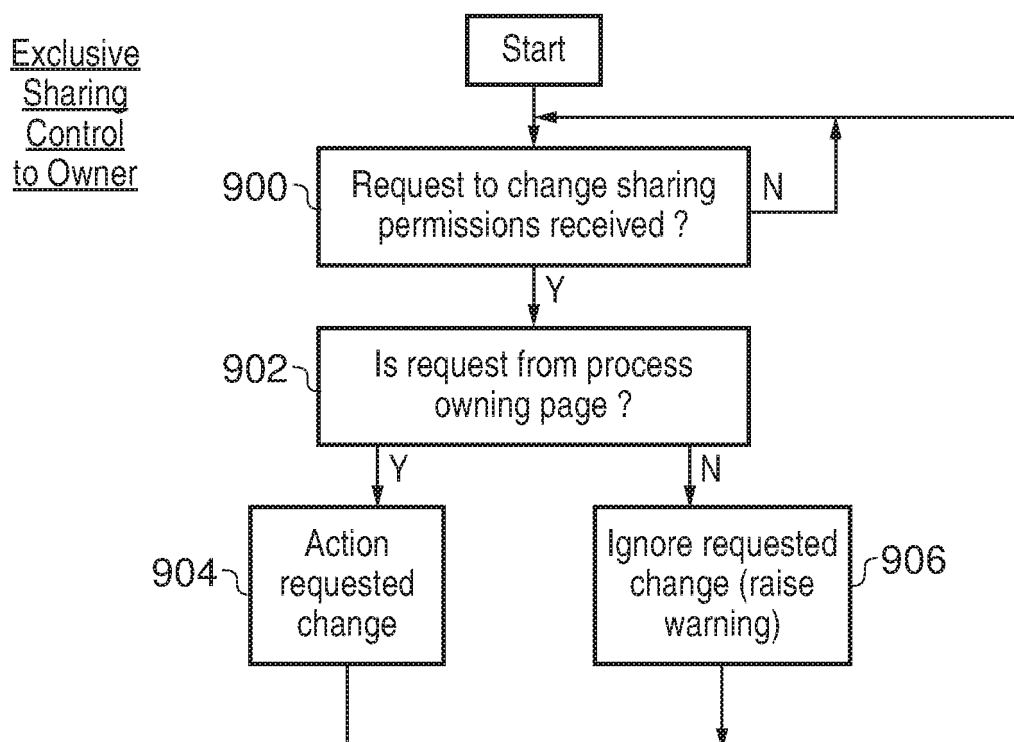 Exclusive
Sharing
Control
to Owner
Start
900
Request to change sharing
permissions received ?
N
Y
902
Is request from process
owning page ?
Y
N
904
Action
requested
change
Ignore requested
change (raise
warning)
906